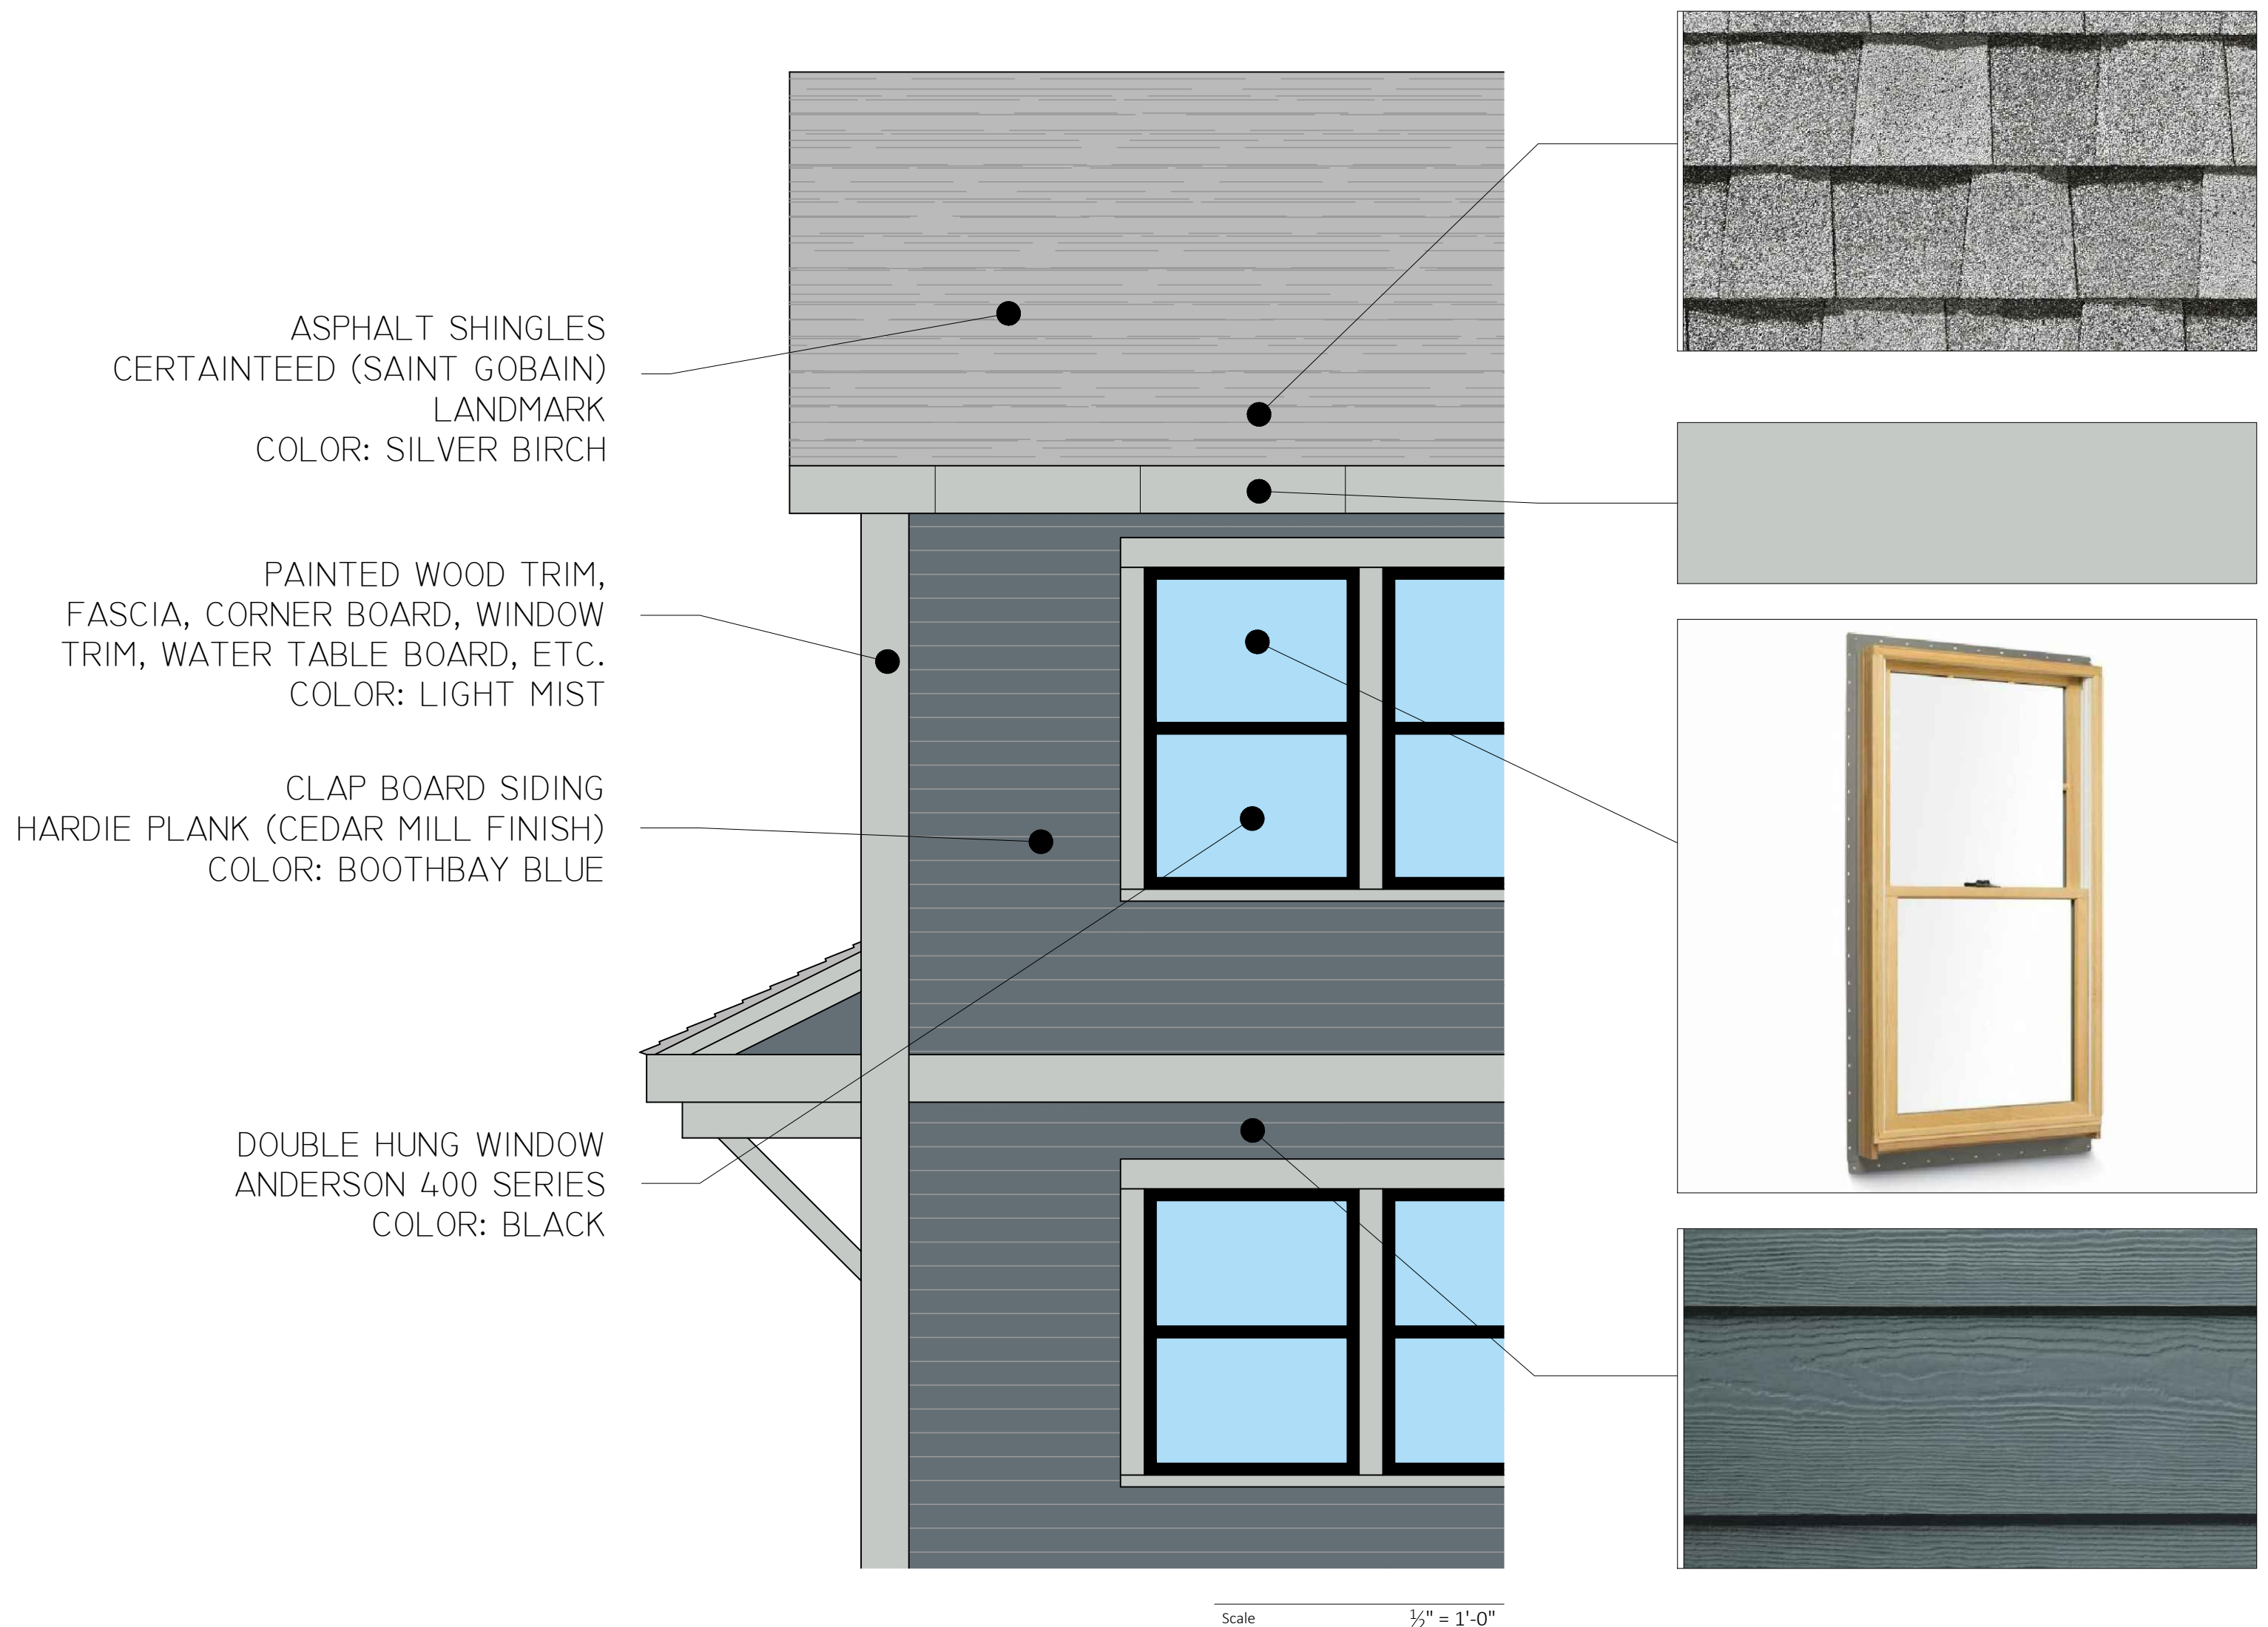 ASPHALT SHINGLES
CERTAINTEED (SAINT GOBAIN)
LANDMARK
COLOR: SILVER BIRCH
PAINTED WOOD TRIM,
FASCIA, CORNER BOARD, WINDOW
TRIM, WATER TABLE BOARD, ETC.
COLOR: LIGHT MIST
CLAP BOARD SIDING
HARDIE PLANK (CEDAR MILL FINISH)
COLOR: BOOTHBAY BLUE
DOUBLE HUNG WINDOW
ANDERSON 400 SERIES
COLOR: BLACK
Scale ½" = 1'-0"